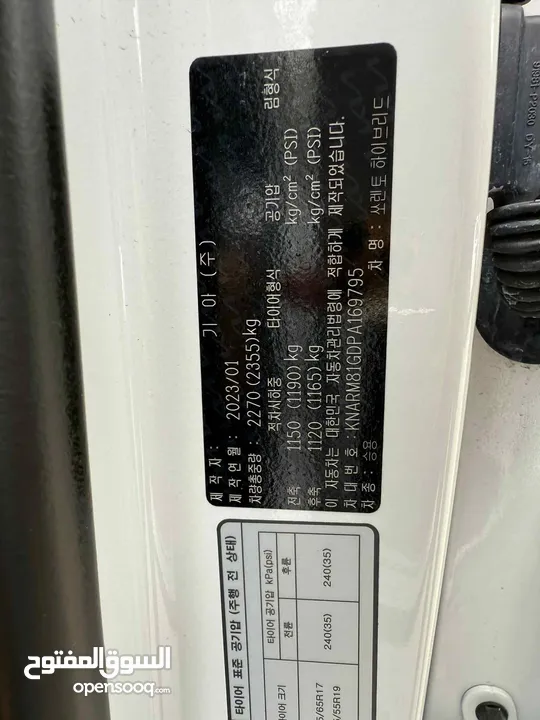 제작자: 기아 (주)
제작연월: 2023/01
차량총중량: 2270 (2355)kg
적차시하중 타이어형식 공기압 림형식
전축 1150 (1190)kg kg/cm² (PSI)
후축 1120 (1165)kg kg/cm² (PSI)
이 자동차는 대한민국 자동차관리법령에 적합하게 제작되었습니다.
차대번호: KNARM81GDPA169795
차종: 승용 차명: 쏘렌토 하이브리드
타이어 표준 공기압 (주행 전 상태)
타이어 크기 타이어 공기압 kPa(psi)
전륜 후륜
5/65R17 240(35) 240(35)
/55R19
السوق المفتوح
opensooq.com